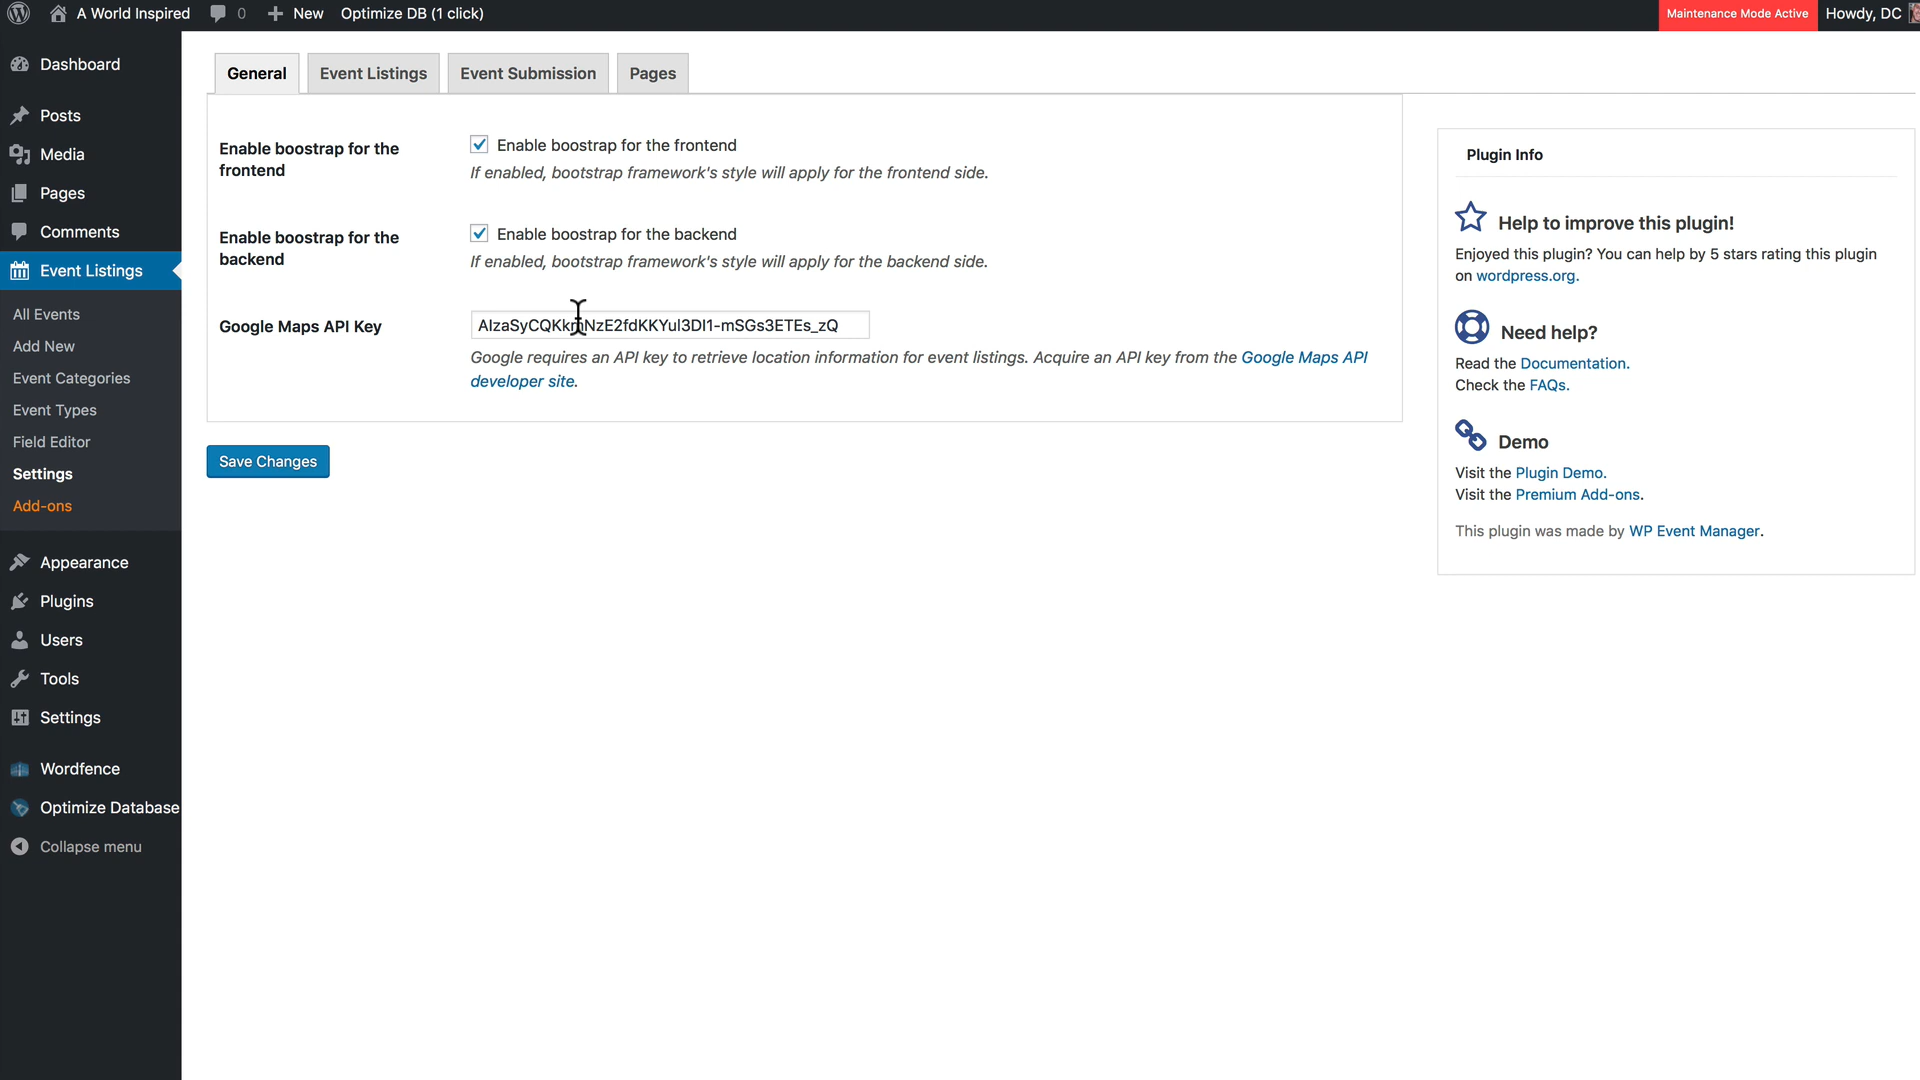 A World Inspired 0 New Optimize DB (1 click) Maintenance Mode Active Howdy, DC
Dashboard
Posts
Media
Pages
Comments
Event Listings
All Events
Add New
Event Categories
Event Types
Field Editor
Settings
Add-ons
Appearance
Plugins
Users
Tools
Settings
Wordfence
Optimize Database
Collapse menu
General Event Listings Event Submission Pages
Enable boostrap for the
frontend
Enable boostrap for the frontend
If enabled, bootstrap framework's style will apply for the frontend side.
Enable boostrap for the
backend
Enable boostrap for the backend
If enabled, bootstrap framework's style will apply for the backend side.
Google Maps API Key
Google requires an API key to retrieve location information for event listings. Acquire an API key from the Google Maps API
developer site.
Save Changes
Plugin Info
Help to improve this plugin!
Enjoyed this plugin? You can help by 5 stars rating this plugin
on wordpress.org.
Need help?
Read the Documentation.
Check the FAQs.
Demo
Visit the Plugin Demo.
Visit the Premium Add-ons.
This plugin was made by WP Event Manager.